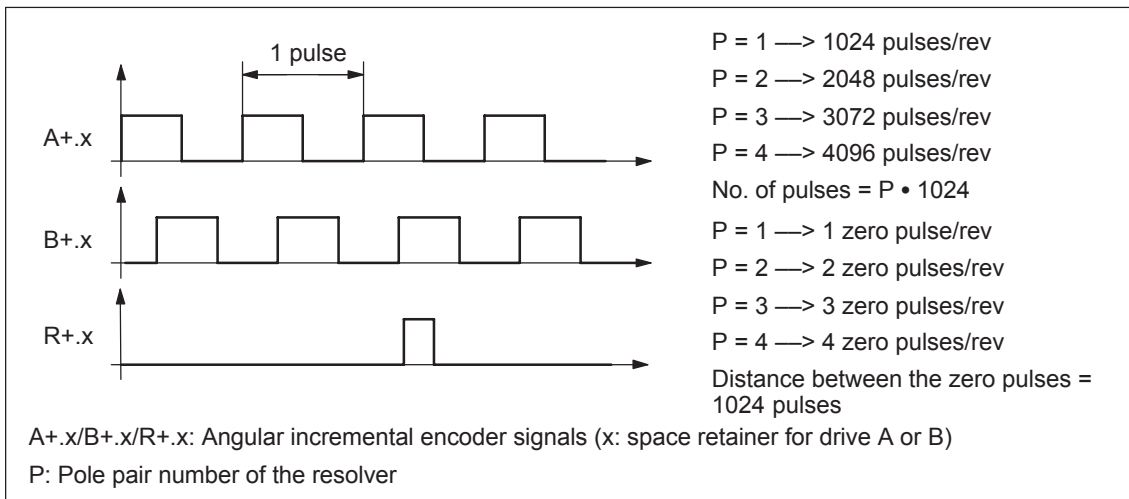 1 pulse
A+.x
B+.x
R+.x
P = 1 —> 1024 pulses/rev
P = 2 —> 2048 pulses/rev
P = 3 —> 3072 pulses/rev
P = 4 —> 4096 pulses/rev
No. of pulses = P • 1024
P = 1 —> 1 zero pulse/rev
P = 2 —> 2 zero pulses/rev
P = 3 —> 3 zero pulses/rev
P = 4 —> 4 zero pulses/rev
Distance between the zero pulses =
1024 pulses
A+.x/B+.x/R+.x: Angular incremental encoder signals (x: space retainer for drive A or B)
P: Pole pair number of the resolver